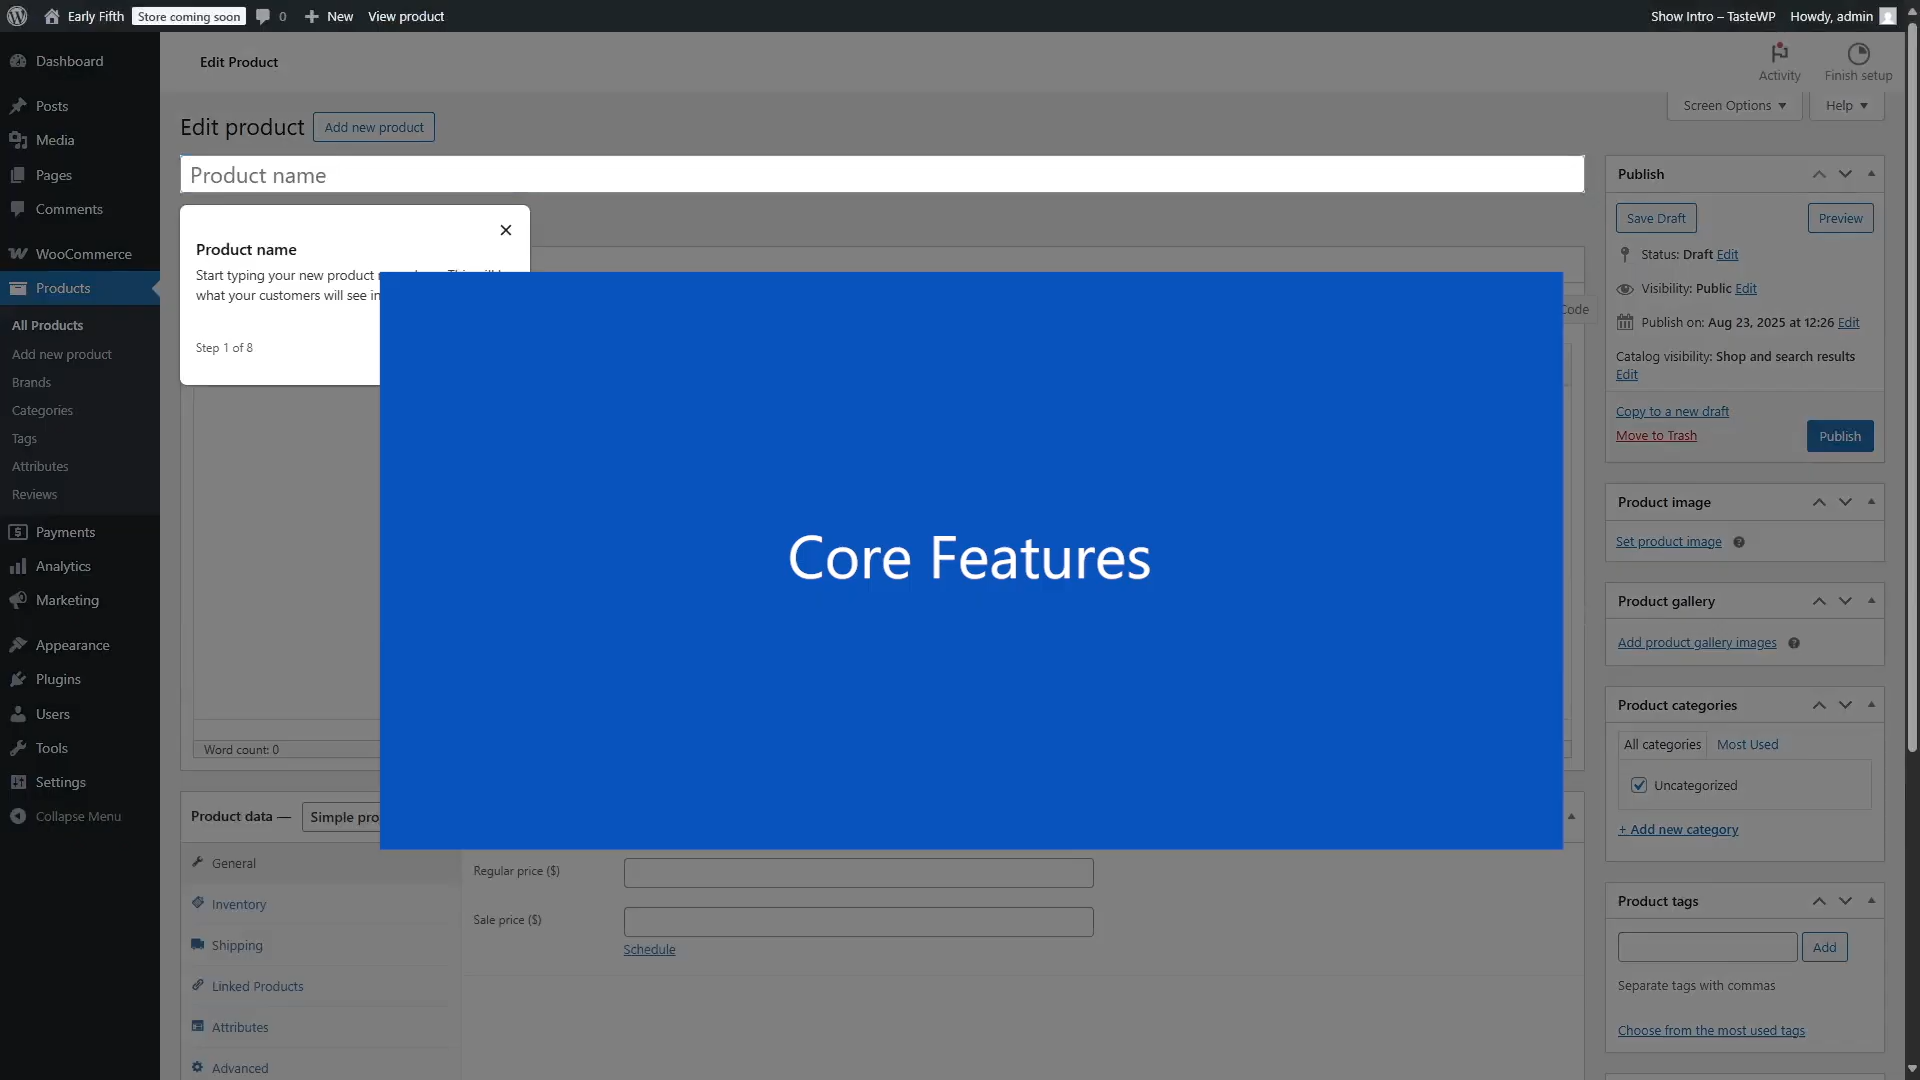 Early Fifth
Store coming soon
0
New
View product
Show Intro – TasteWP
Howdy, admin
Dashboard
Posts
Media
Pages
Comments
WooCommerce
Products
All Products
Add new product
Brands
Categories
Tags
Attributes
Reviews
Payments
Analytics
Marketing
Appearance
Plugins
Users
Tools
Settings
Collapse Menu
Edit Product
Activity
Finish setup
Screen Options
Help
Edit product
Add new product
Product name
Product name
Start typing your new product
what your customers will see in
Step 1 of 8
Code
Core Features
Word count: 0
Product data —
Simple pro
General
Inventory
Shipping
Linked Products
Attributes
Advanced
Regular price ($)
Sale price ($)
Schedule
Publish
Save Draft
Preview
Status: Draft Edit
Visibility: Public Edit
Publish on: Aug 23, 2025 at 12:26 Edit
Catalog visibility: Shop and search results
Edit
Copy to a new draft
Move to Trash
Publish
Product image
Set product image
Product gallery
Add product gallery images
Product categories
All categories
Most Used
Uncategorized
+ Add new category
Product tags
Add
Separate tags with commas
Choose from the most used tags